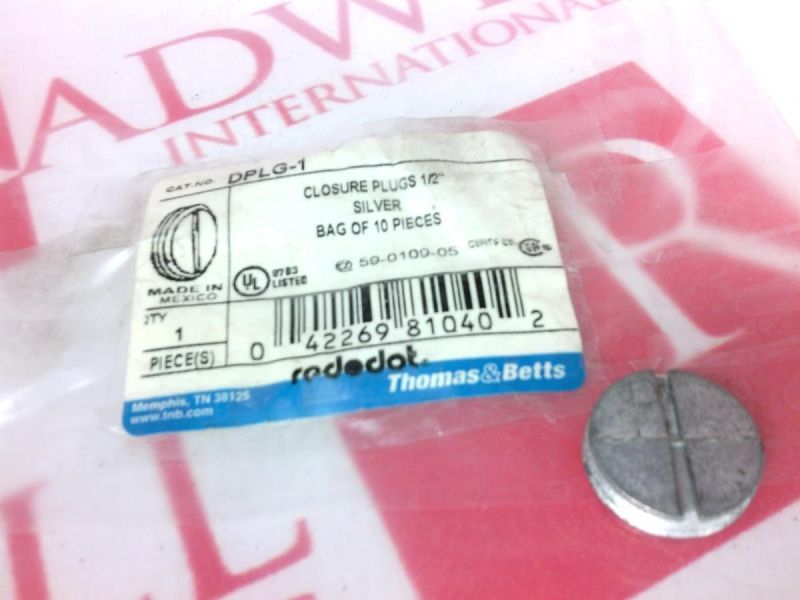 ADW
INTERNATIONAL
CAT.NO. DPLG-1
CLOSURE PLUGS 1/2"
SILVER
BAG OF 10 PIECES
59-0109-05 CERTIFIED
MADE IN
MEXICO
UL
LISTED
QTY
1
PIECE(S)
0 42269 81040 2
red•dot.
Thomas&Betts
Memphis, TN 38125
www.tnb.com